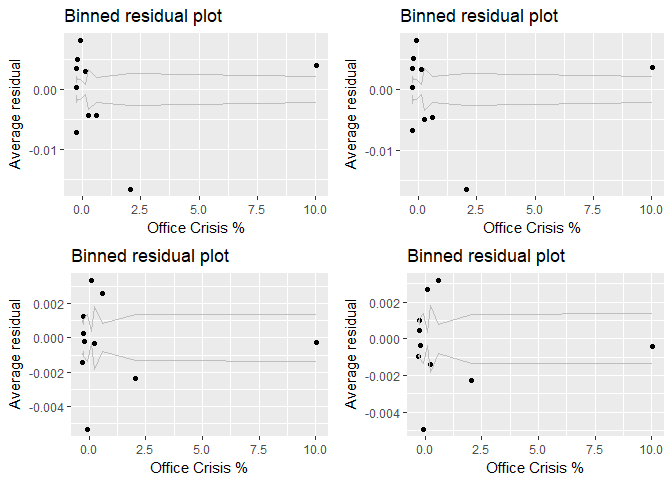 Binned residual plot
Average residual
0.00
-0.01
0.0 2.5 5.0 7.5 10.0
Office Crisis %
Binned residual plot
Average residual
0.00
-0.01
0.0 2.5 5.0 7.5 10.0
Office Crisis %
Binned residual plot
Average residual
0.002
0.000
-0.002
-0.004
0.0 2.5 5.0 7.5 10.0
Office Crisis %
Binned residual plot
Average residual
0.002
0.000
-0.002
-0.004
0.0 2.5 5.0 7.5 10.0
Office Crisis %